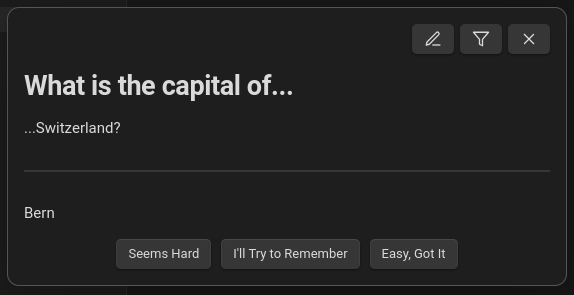 What is the capital of...
...Switzerland?
Bern
Seems Hard
I'll Try to Remember
Easy, Got It